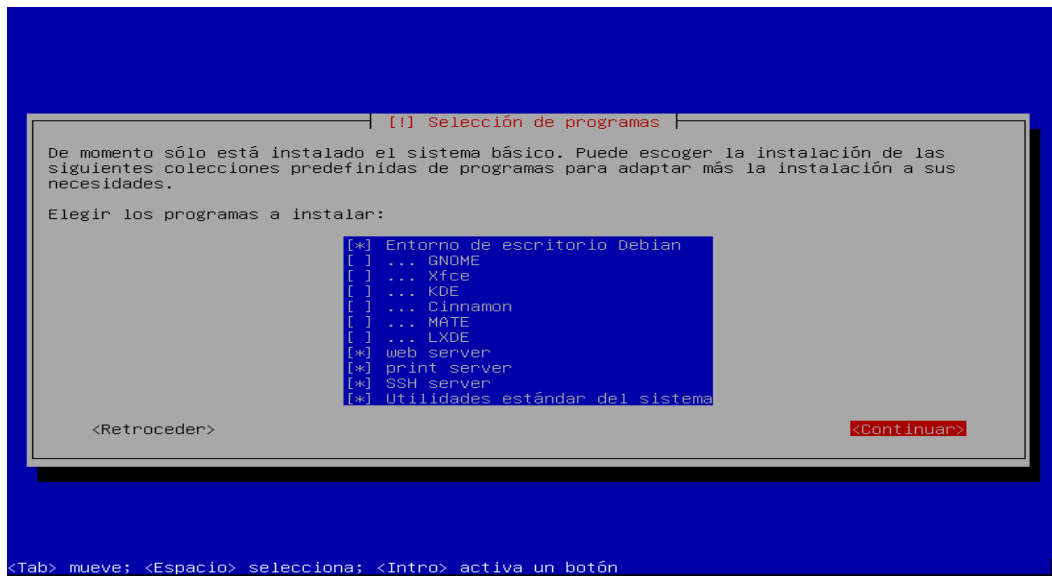 [!] Selección de programas
De momento sólo está instalado el sistema básico. Puede escoger la instalación de las
siguientes colecciones predefinidas de programas para adaptar más la instalación a sus
necesidades.
Elegir los programas a instalar:
[*] Entorno de escritorio Debian
[ ] ... GNOME
[ ] ... Xfce
[ ] ... KDE
[ ] ... Cinnamon
[ ] ... MATE
[ ] ... LXDE
[*] web server
[*] print server
[*] SSH server
[*] Utilidades estándar del sistema
<Retroceder> <Continuar>
<Tab> mueve; <Espacio> selecciona; <Intro> activa un botón